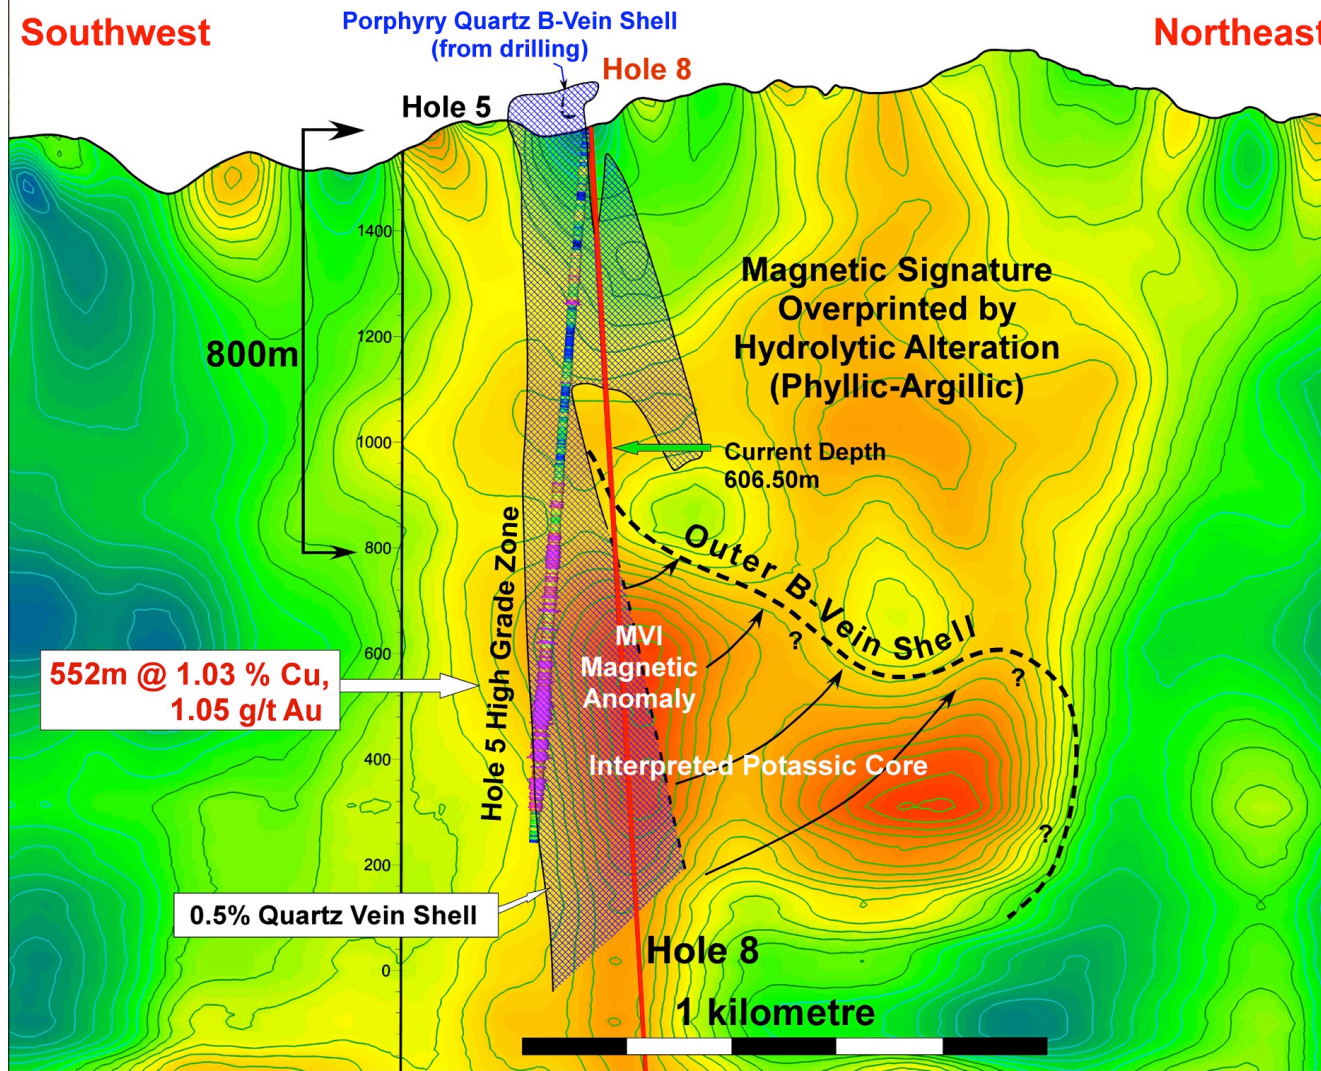 Southwest
Porphyry Quartz B-Vein Shell
(from drilling)
Northeast
Hole 8
Hole 5
1400
Magnetic Signature
Overprinted by
Hydrolytic Alteration
(Phyllic-Argillic)
1200
800m
1000
Current Depth
606.50m
800
Outer B-Vein Shell
Hole 5 High Grade Zone
600
MVI
Magnetic
Anomaly
?
?
552m @ 1.03 % Cu,
1.05 g/t Au
400
Interpreted Potassic Core
?
200
0.5% Quartz Vein Shell
0
Hole 8
1 kilometre